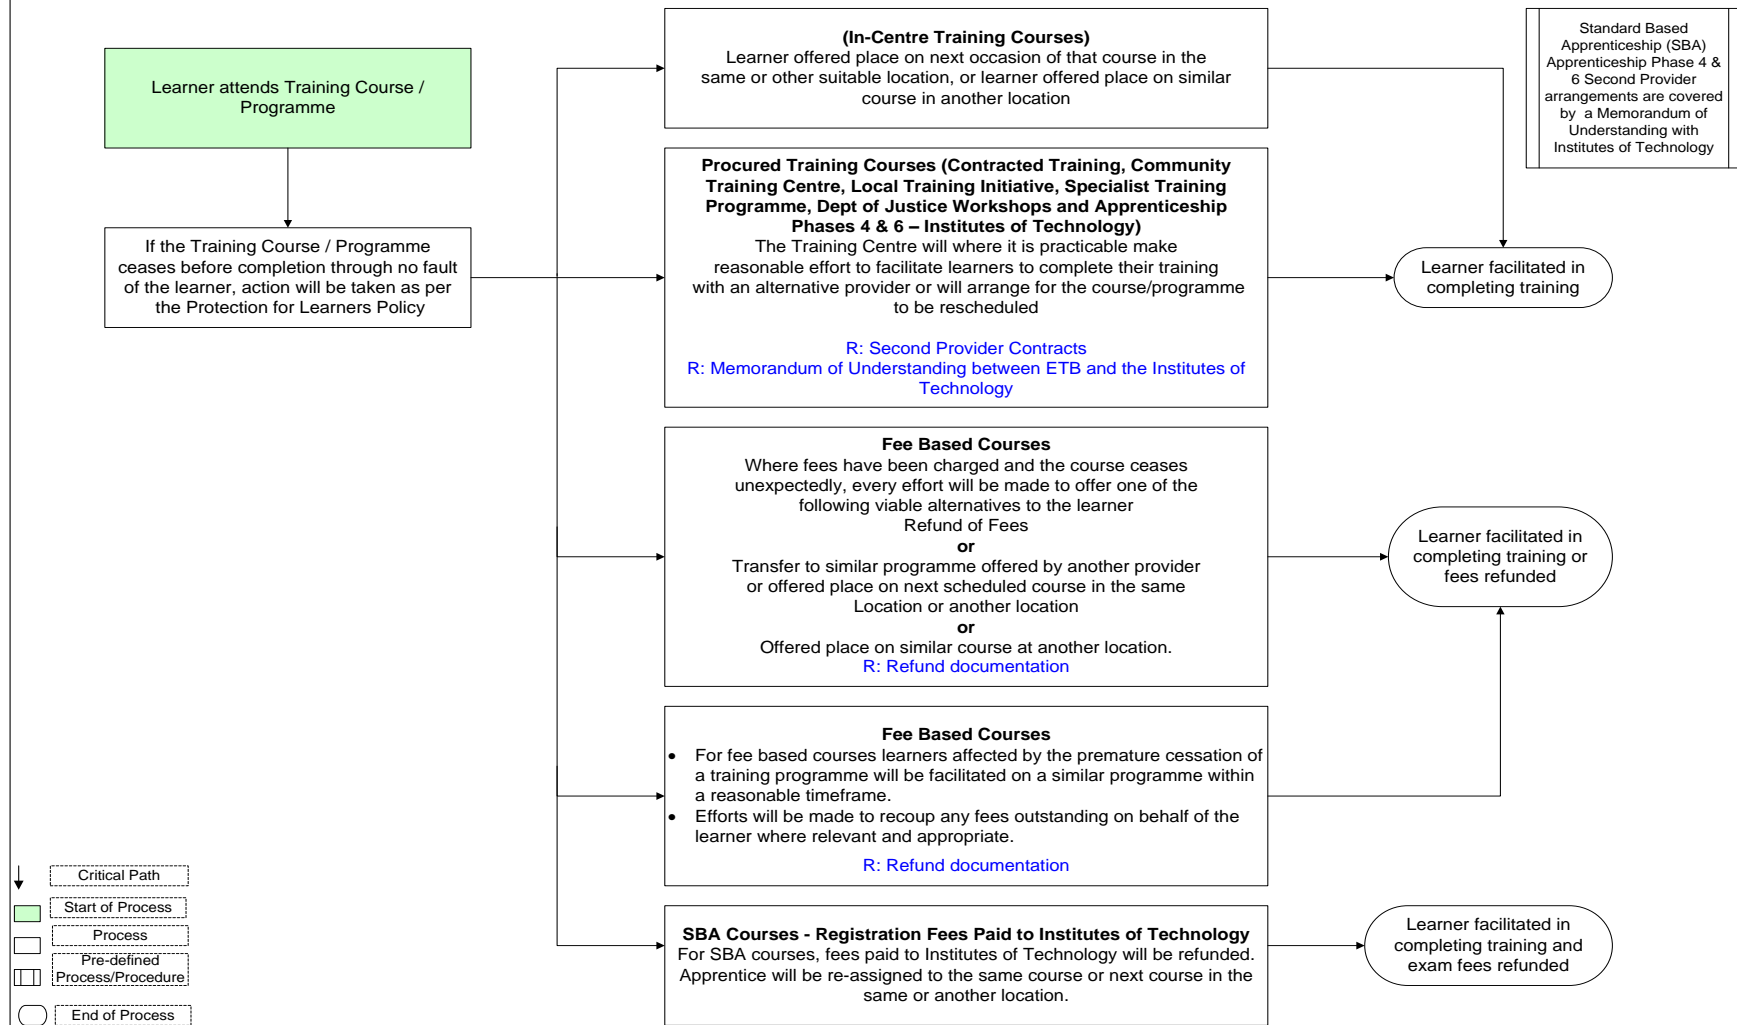 Learner attends Training Course /
Programme
If the Training Course / Programme
ceases before completion through no fault
of the learner, action will be taken as per
the Protection for Learners Policy
(In-Centre Training Courses)
Learner offered place on next occasion of that course in the
same or other suitable location, or learner offered place on similar
course in another location
Procured Training Courses (Contracted Training, Community
Training Centre, Local Training Initiative, Specialist Training
Programme, Dept of Justice Workshops and Apprenticeship
Phases 4 & 6 – Institutes of Technology)
The Training Centre will where it is practicable make
reasonable effort to facilitate learners to complete their training
with an alternative provider or will arrange for the course/programme
to be rescheduled
R: Second Provider Contracts
R: Memorandum of Understanding between ETB and the Institutes of
Technology
Fee Based Courses
Where fees have been charged and the course ceases
unexpectedly, every effort will be made to offer one of the
following viable alternatives to the learner
Refund of Fees
or
Transfer to similar programme offered by another provider
or offered place on next scheduled course in the same
Location or another location
or
Offered place on similar course at another location.
R: Refund documentation
Fee Based Courses
• For fee based courses learners affected by the premature cessation of
a training programme will be facilitated on a similar programme within
a reasonable timeframe.
• Efforts will be made to recoup any fees outstanding on behalf of the
learner where relevant and appropriate.
R: Refund documentation
SBA Courses - Registration Fees Paid to Institutes of Technology
For SBA courses, fees paid to Institutes of Technology will be refunded.
Apprentice will be re-assigned to the same course or next course in the
same or another location.
Standard Based
Apprenticeship (SBA)
Apprenticeship Phase 4 &
6 Second Provider
arrangements are covered
by a Memorandum of
Understanding with
Institutes of Technology
Learner facilitated in
completing training
Learner facilitated in
completing training or
fees refunded
Learner facilitated in
completing training and
exam fees refunded
Critical Path
Start of Process
Process
Pre-defined
Process/Procedure
End of Process